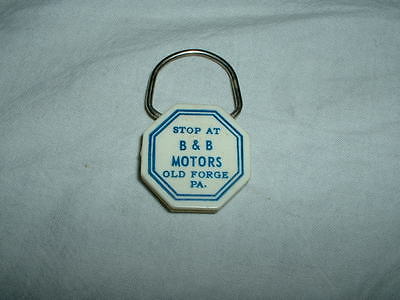 STOP AT
B & B
MOTORS
OLD FORGE
PA.